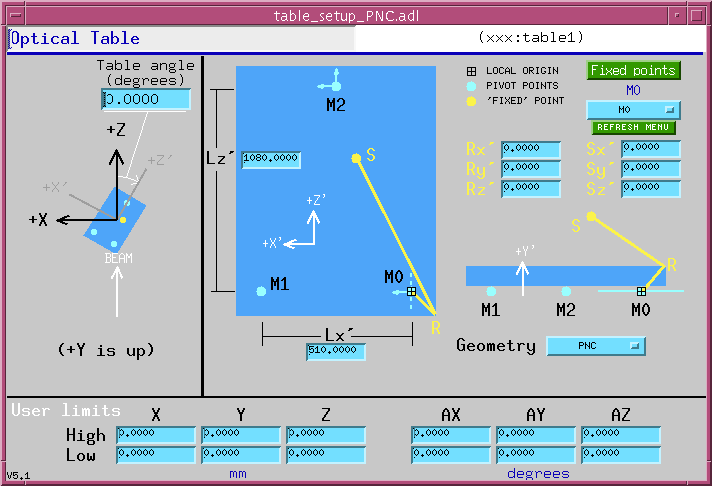 table_setup_PNC.adl
Optical Table
(xxx:table1)
Table angle
(degrees)
0.0000
+Z
+Z'
+X'
+X
BEAM
(+Y is up)
M2
Lz'
1080.0000
S
+Z'
+X'
M1
M0
R
Lx'
510.0000
LOCAL ORIGIN
PIVOT POINTS
'FIXED' POINT
Fixed points
M0
M0
REFRESH MENU
Rx' 0.0000 Sx' 0.0000
Ry' 0.0000 Sy' 0.0000
Rz' 0.0000 Sz' 0.0000
S
+Y'
R
M1 M2 M0
Geometry PNC
User limits
X Y Z AX AY AZ
High 0.0000 0.0000 0.0000 0.0000 0.0000 0.0000
Low 0.0000 0.0000 0.0000 0.0000 0.0000 0.0000
V5.1 mm degrees